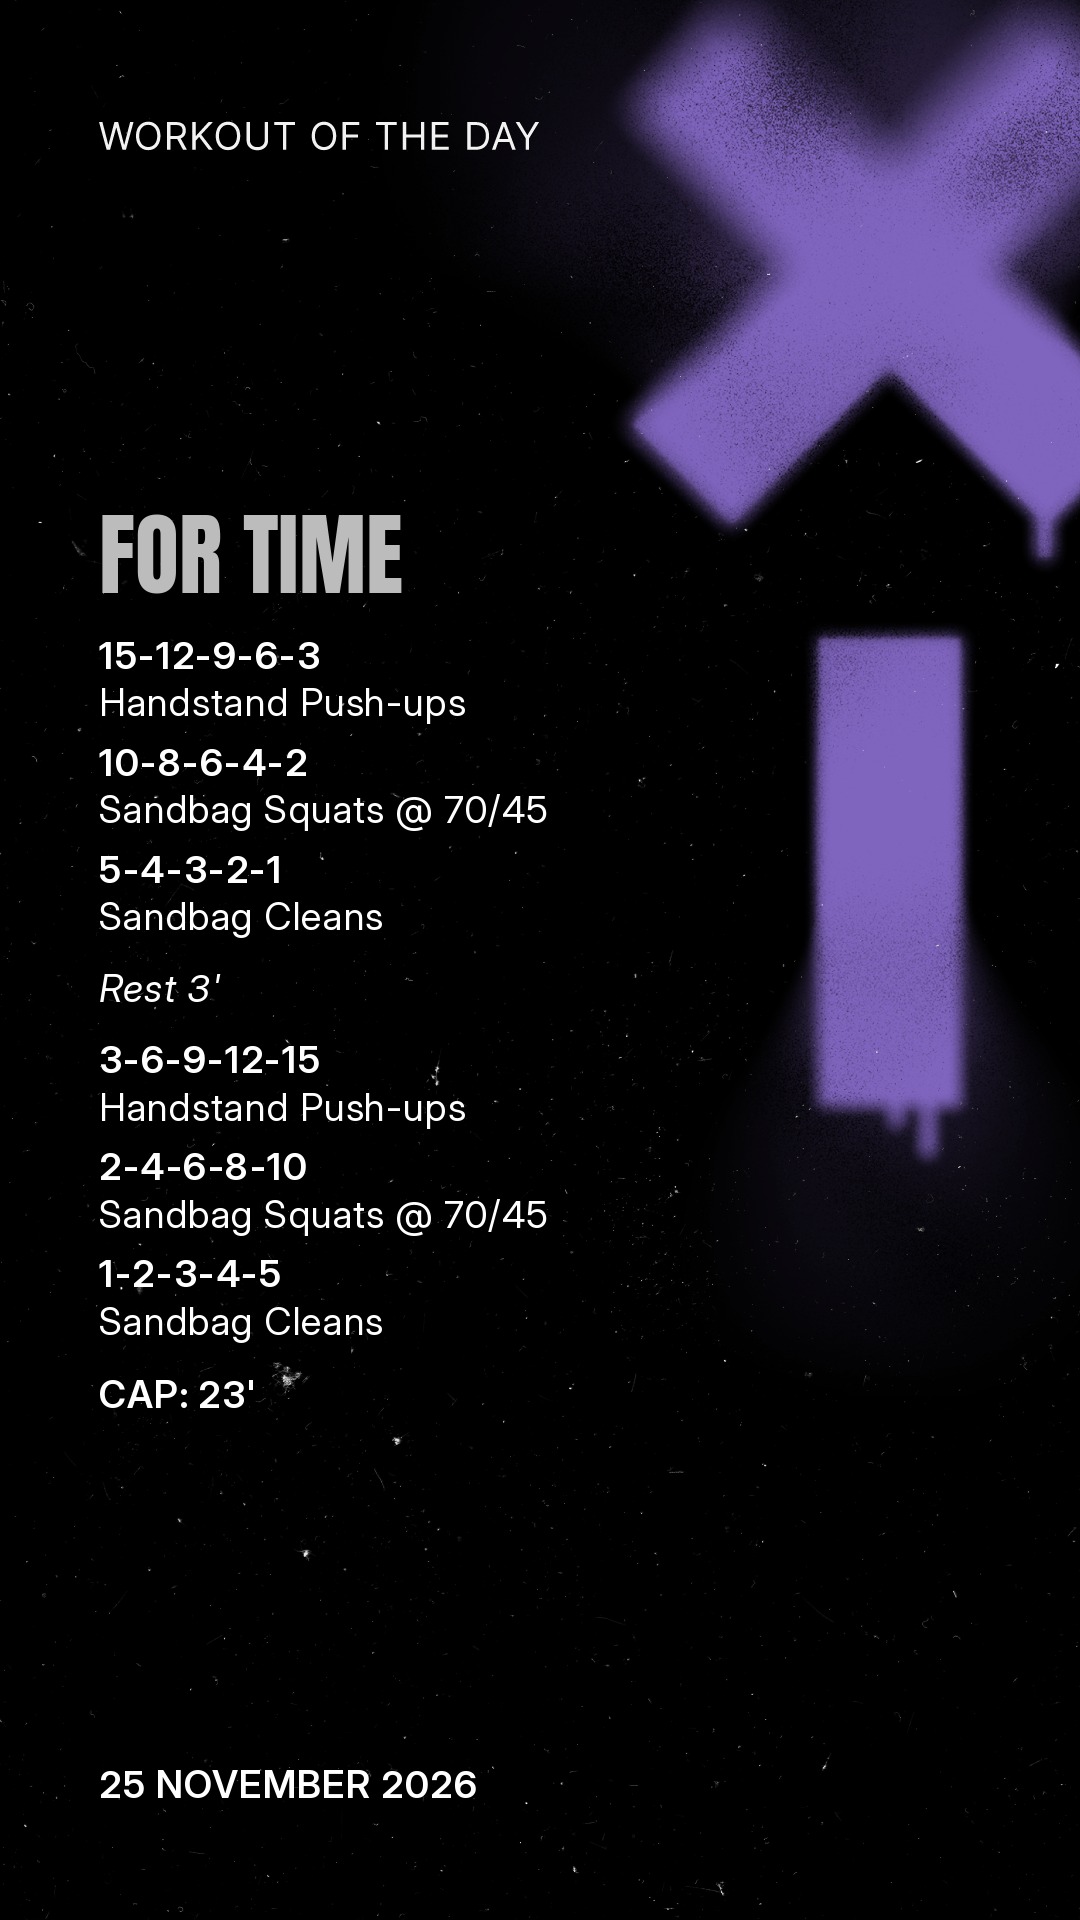 WORKOUT OF THE DAY
FOR TIME
15-12-9-6-3
Handstand Push-ups
10-8-6-4-2
Sandbag Squats @ 70/45
5-4-3-2-1
Sandbag Cleans
Rest 3'
3-6-9-12-15
Handstand Push-ups
2-4-6-8-10
Sandbag Squats @ 70/45
1-2-3-4-5
Sandbag Cleans
CAP: 23'
25 NOVEMBER 2026